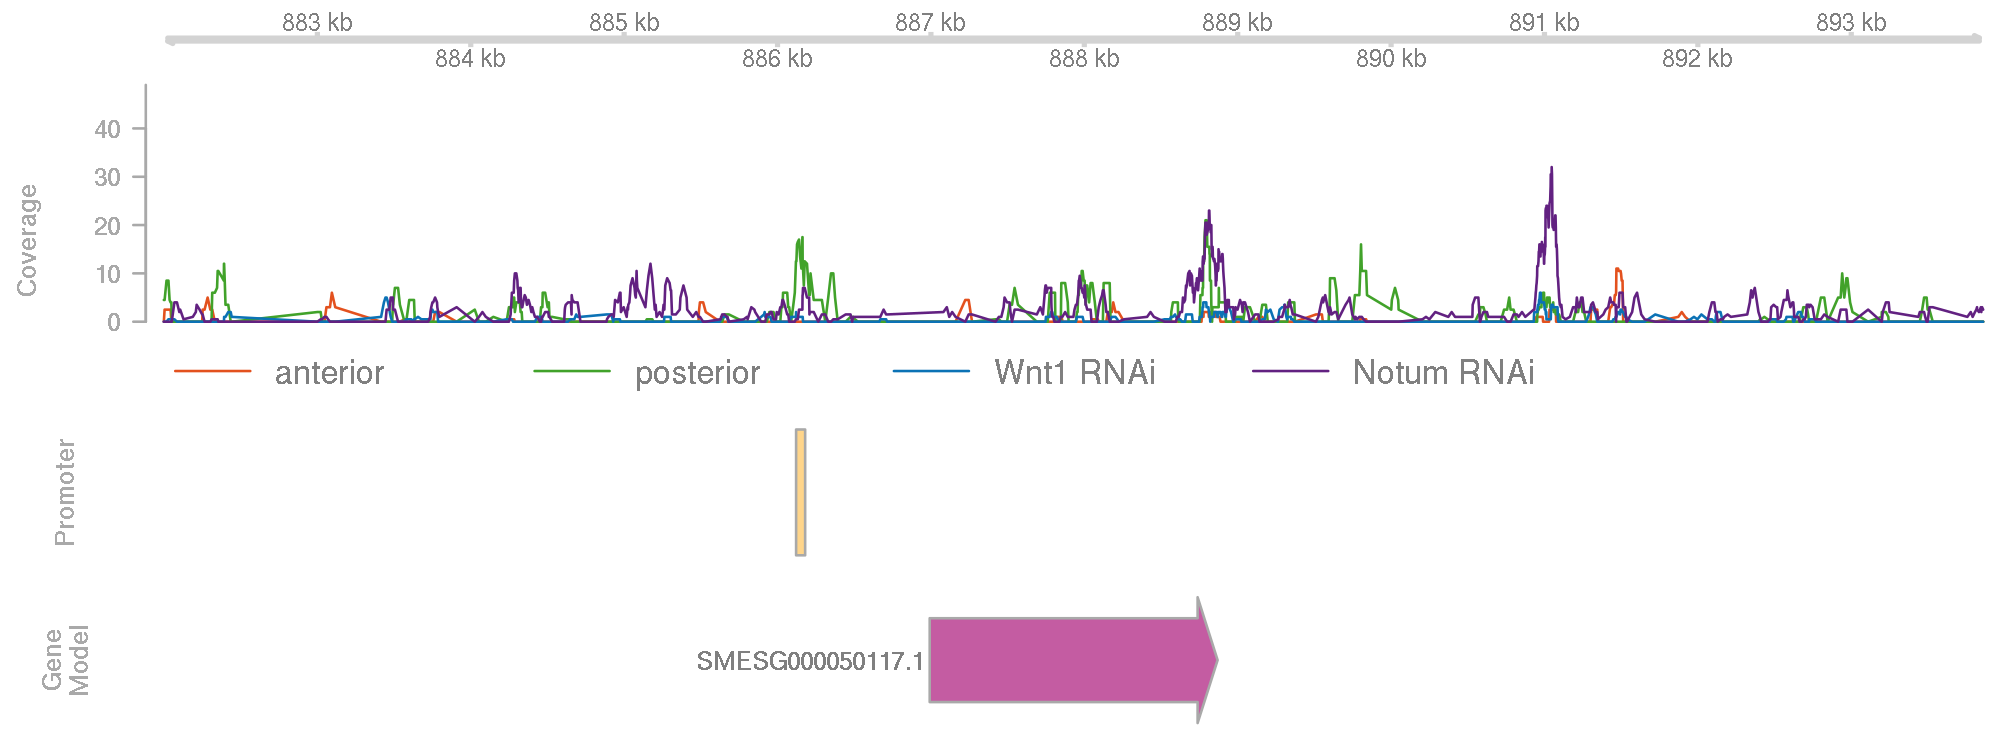 883 kb 885 kb 887 kb 889 kb 891 kb 893 kb
884 kb 886 kb 888 kb 890 kb 892 kb
Coverage
40
30
20
10
0
anterior posterior Wnt1 RNAi Notum RNAi
Promoter
Gene
Model
SMESG000050117.1